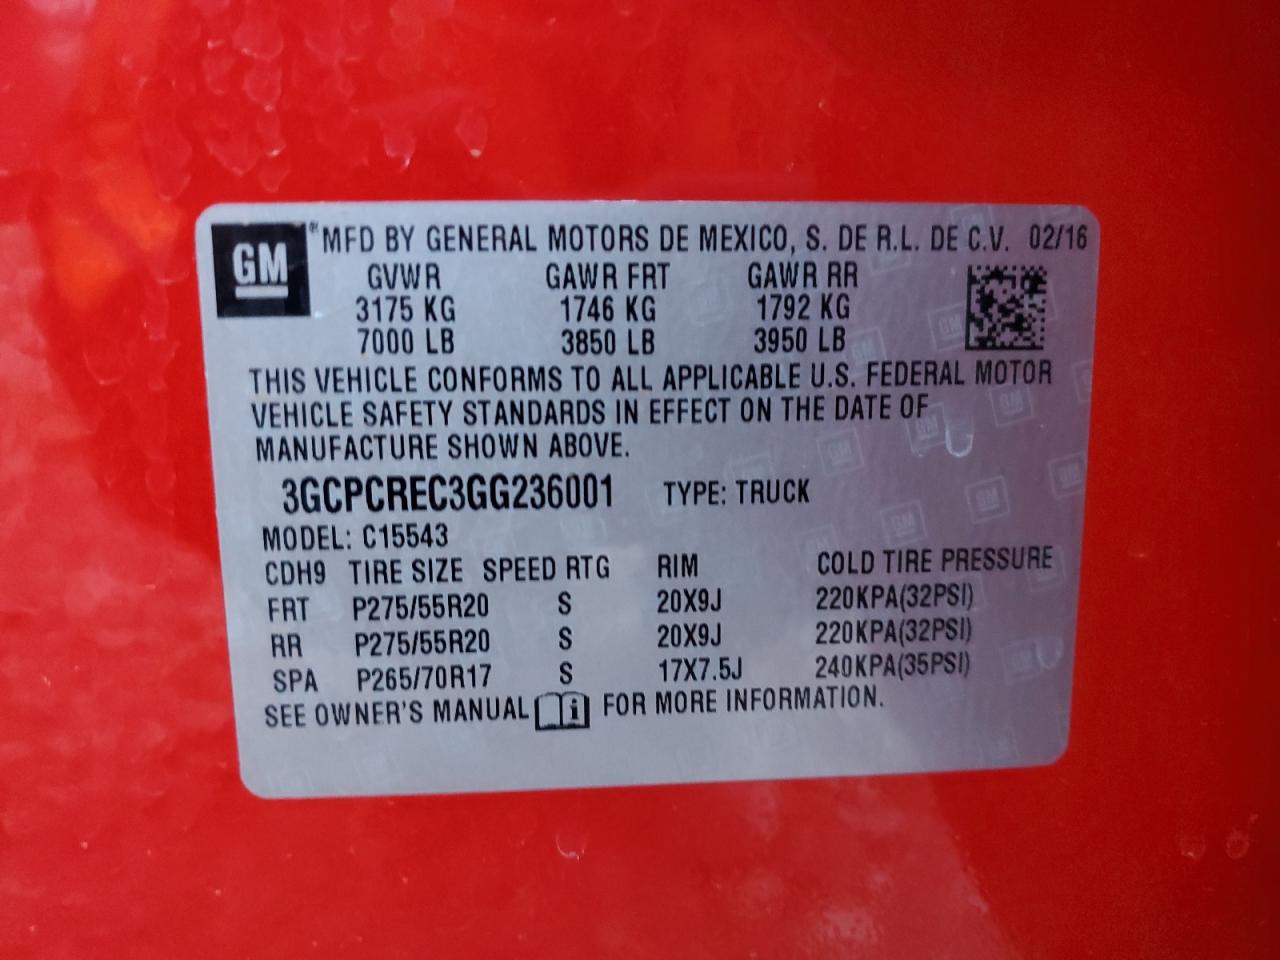 GM ® MFD BY GENERAL MOTORS DE MEXICO, S. DE R.L. DE C.V. 02/16
GVWR GAWR FRT GAWR RR
3175 KG 1746 KG 1792 KG
7000 LB 3850 LB 3950 LB
THIS VEHICLE CONFORMS TO ALL APPLICABLE U.S. FEDERAL MOTOR
VEHICLE SAFETY STANDARDS IN EFFECT ON THE DATE OF
MANUFACTURE SHOWN ABOVE.
3GCPCREC3GG236001 TYPE: TRUCK
MODEL: C15543
CDH9 TIRE SIZE SPEED RTG RIM COLD TIRE PRESSURE
FRT P275/55R20 S 20X9J 220KPA(32PSI)
RR P275/55R20 S 20X9J 220KPA(32PSI)
SPA P265/70R17 S 17X7.5J 240KPA(35PSI)
SEE OWNER'S MANUAL i FOR MORE INFORMATION.